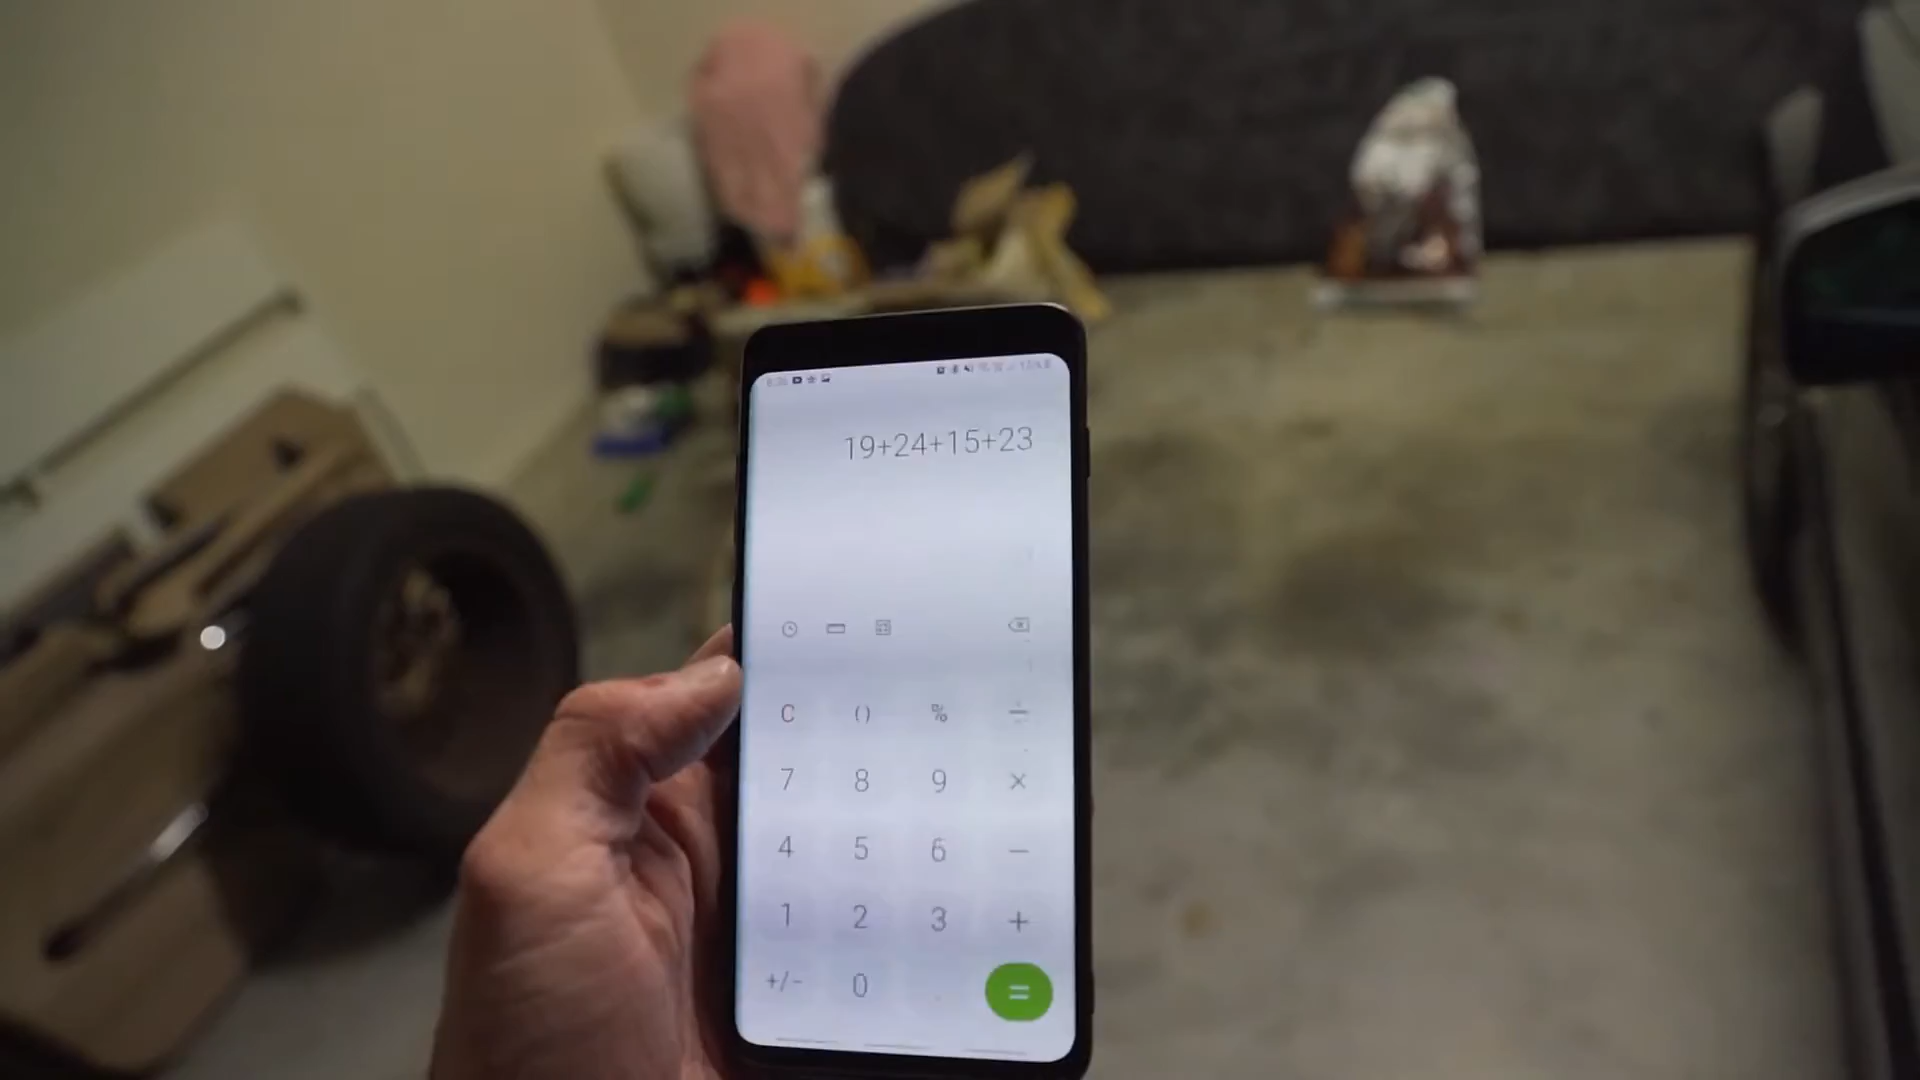 19+24+15+23
C () % ÷
7 8 9 ×
4 5 6 −
1 2 3 +
+/− 0 . =